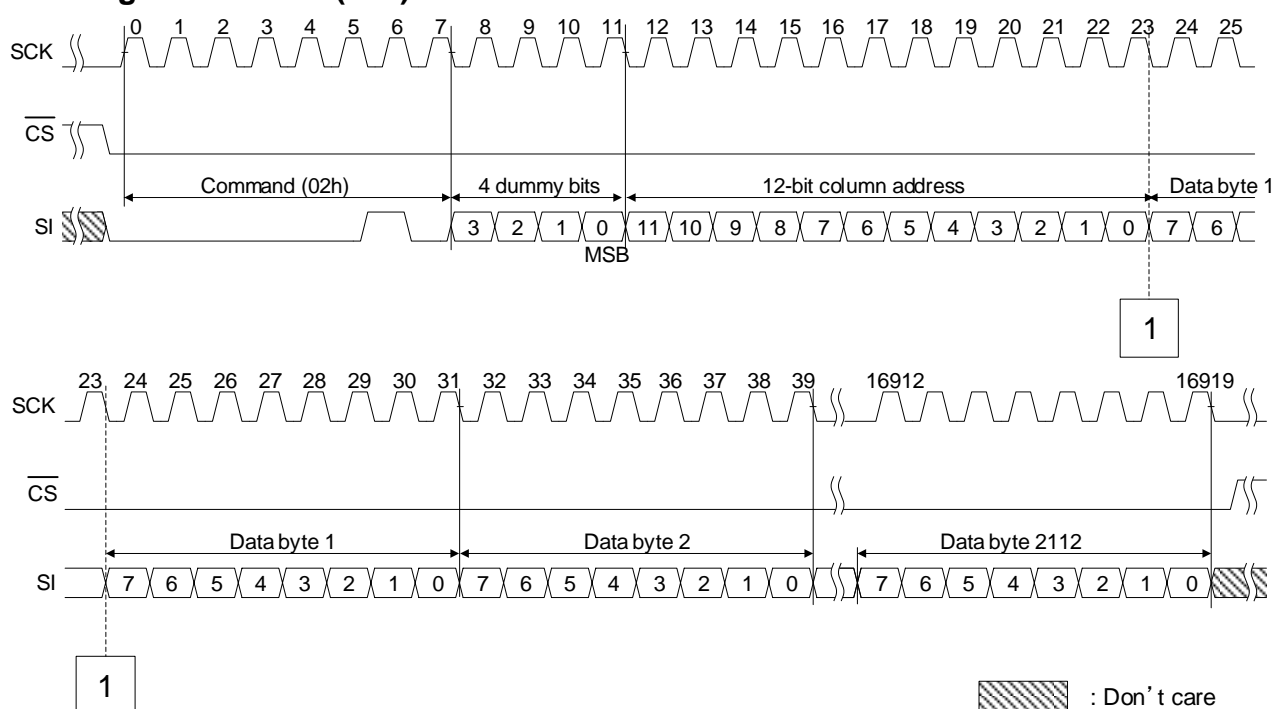 0 1 2 3 4 5 6 7 8 9 10 11 12 13 14 15 16 17 18 19 20 21 22 23 24 25
SCK
CS
Command (02h) 4 dummy bits 12-bit column address Data byte 1
SI 3 2 1 0 11 10 9 8 7 6 5 4 3 2 1 0 7 6
MSB
1
23 24 25 26 27 28 29 30 31 32 33 34 35 36 37 38 39 16912 16919
SCK
CS
Data byte 1 Data byte 2 Data byte 2112
SI 7 6 5 4 3 2 1 0 7 6 5 4 3 2 1 0 7 6 5 4 3 2 1 0
1
: Don't care